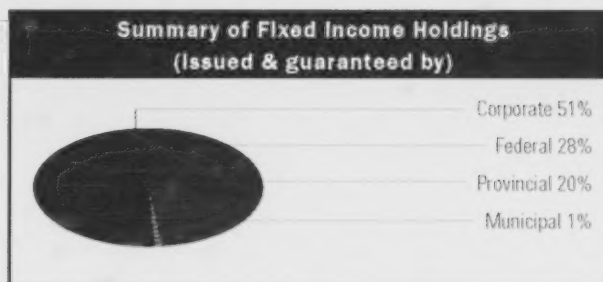 Summary of Fixed Income Holdings
(issued & guaranteed by)
Corporate 51%
Federal 28%
Provincial 20%
Municipal 1%